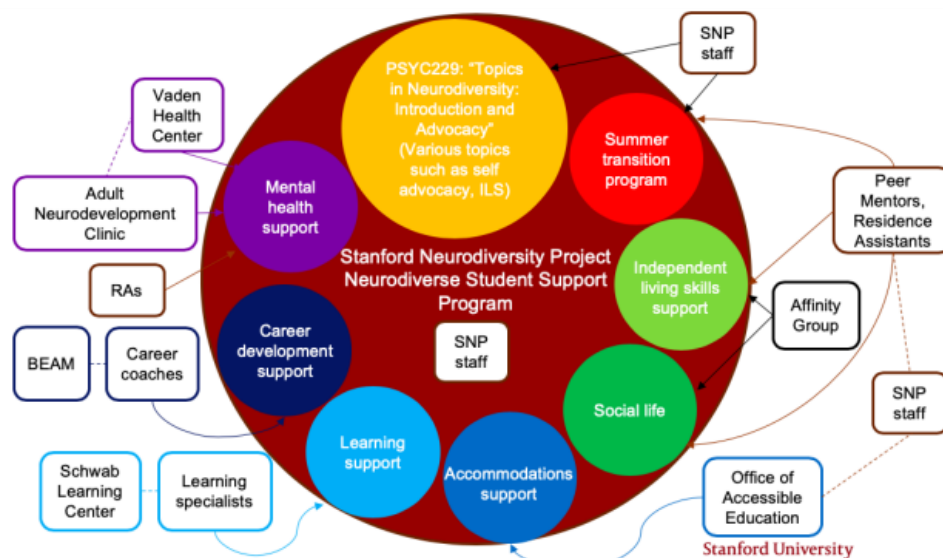 SNP
staff
PSYC229: “Topics
in Neurodiversity:
Introduction and
Advocacy”
(Various topics
such as self
advocacy, ILS)
Vaden
Health
Center
Summer
transition
program
Adult
Neurodevelopment
Clinic
Mental
health
support
Peer
Mentors,
Residence
Assistants
Stanford Neurodiversity Project
Neurodiverse Student Support
Program
Independent
living skills
support
RAs
Affinity
Group
Career
development
support
SNP
staff
BEAM
Career
coaches
Social life
SNP
staff
Learning
support
Accommodations
support
Schwab
Learning
Center
Learning
specialists
Office of
Accessible
Education
Stanford University